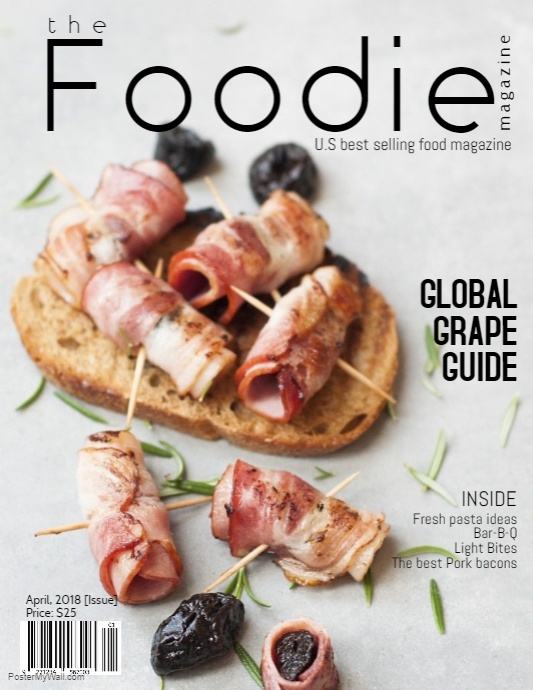 the
Foodie
magazine
U.S best selling food magazine
GLOBAL
GRAPE
GUIDE
INSIDE
Fresh pasta ideas
Bar-B-Q
Light Bites
The best Pork bacons
April, 2018 [Issue]
Price: $25
PosterMyWall.com